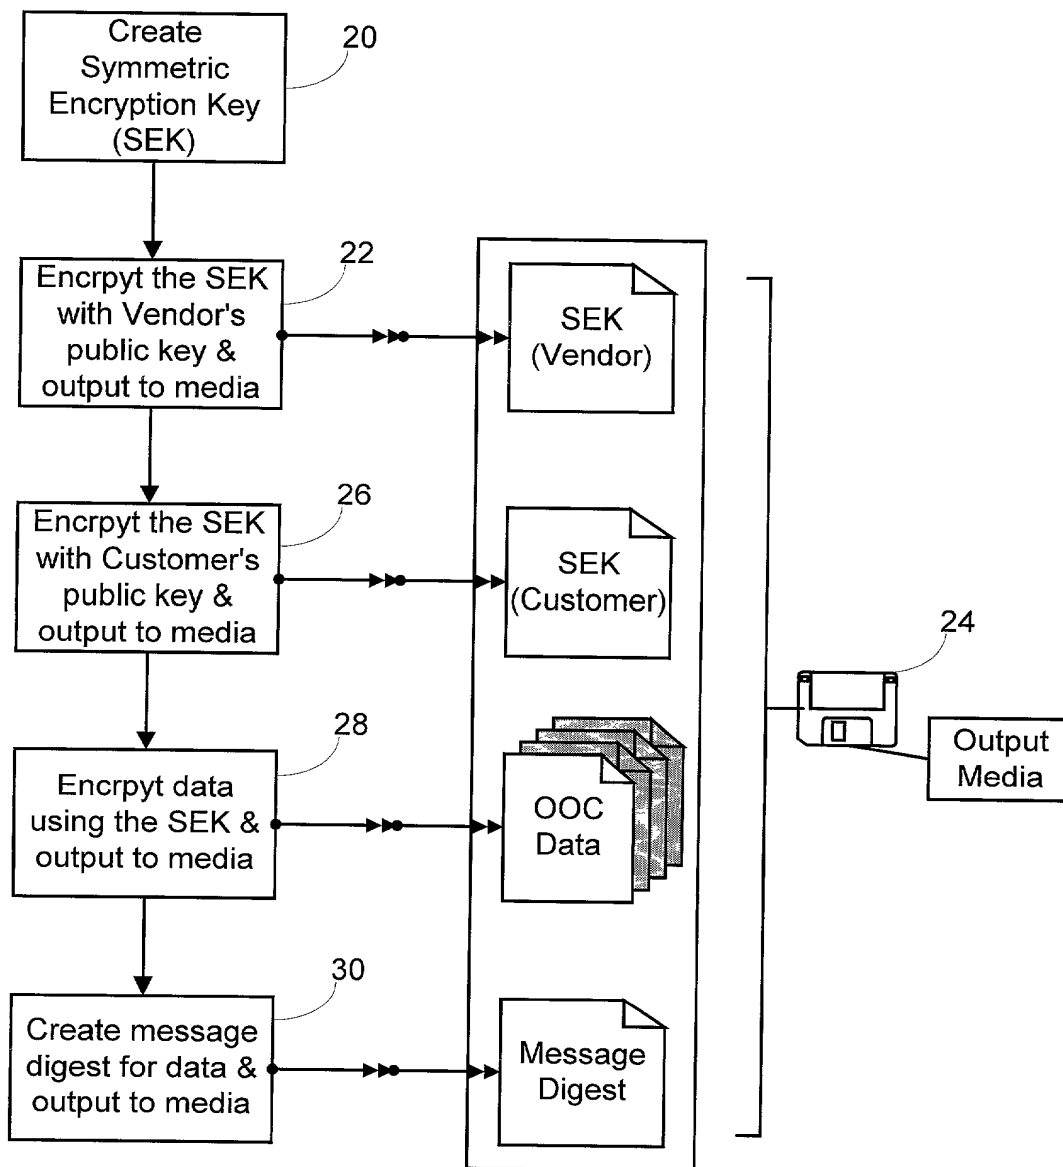 Create
Symmetric
Encryption Key
(SEK)
20
Encrpyt the SEK
with Vendor's
public key &
output to media
22
SEK
(Vendor)
Encrpyt the SEK
with Customer's
public key &
output to media
26
SEK
(Customer)
24
Output
Media
Encrpyt data
using the SEK &
output to media
28
OOC
Data
Create message
digest for data &
output to media
30
Message
Digest